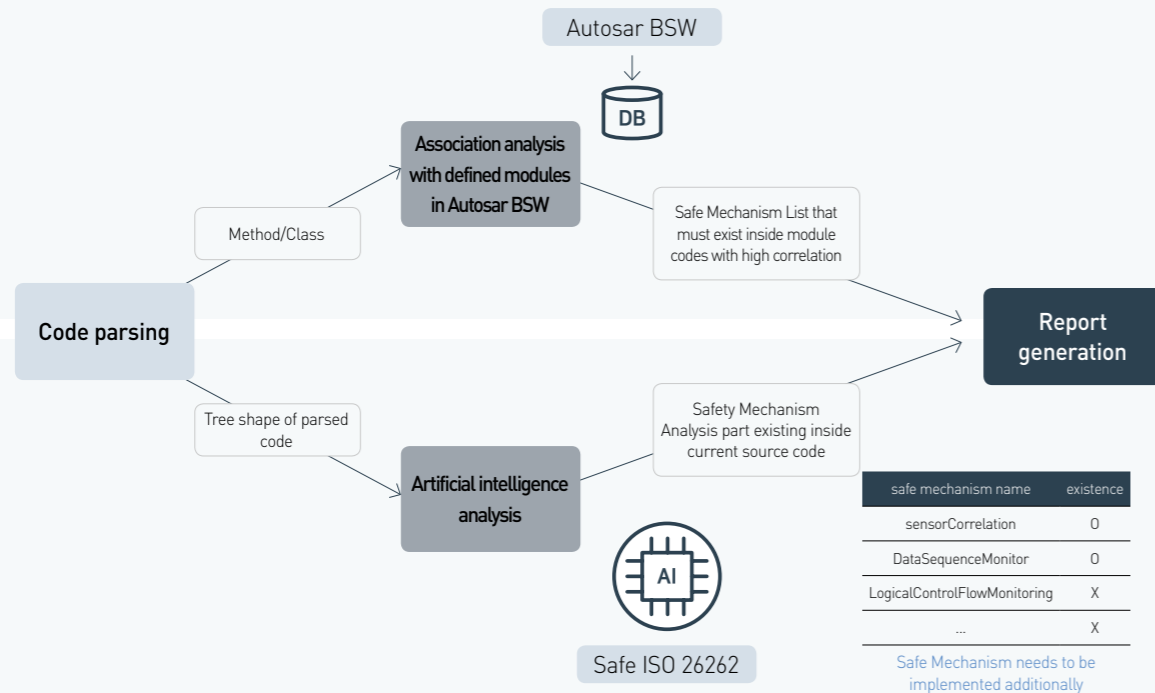 Autosar BSW
DB
Association analysis
with defined modules
in Autosar BSW
Method/Class
Safe Mechanism List that
must exist inside module
codes with high correlation
Code parsing
Report
generation
Tree shape of parsed
code
Safety Mechanism
Analysis part existing inside
current source code
Artificial intelligence
analysis
AI
Safe ISO 26262
safe mechanism name existence
sensorCorrelation O
DataSequenceMonitor O
LogicalControlFlowMonitoring X
... X
Safe Mechanism needs to be
implemented additionally